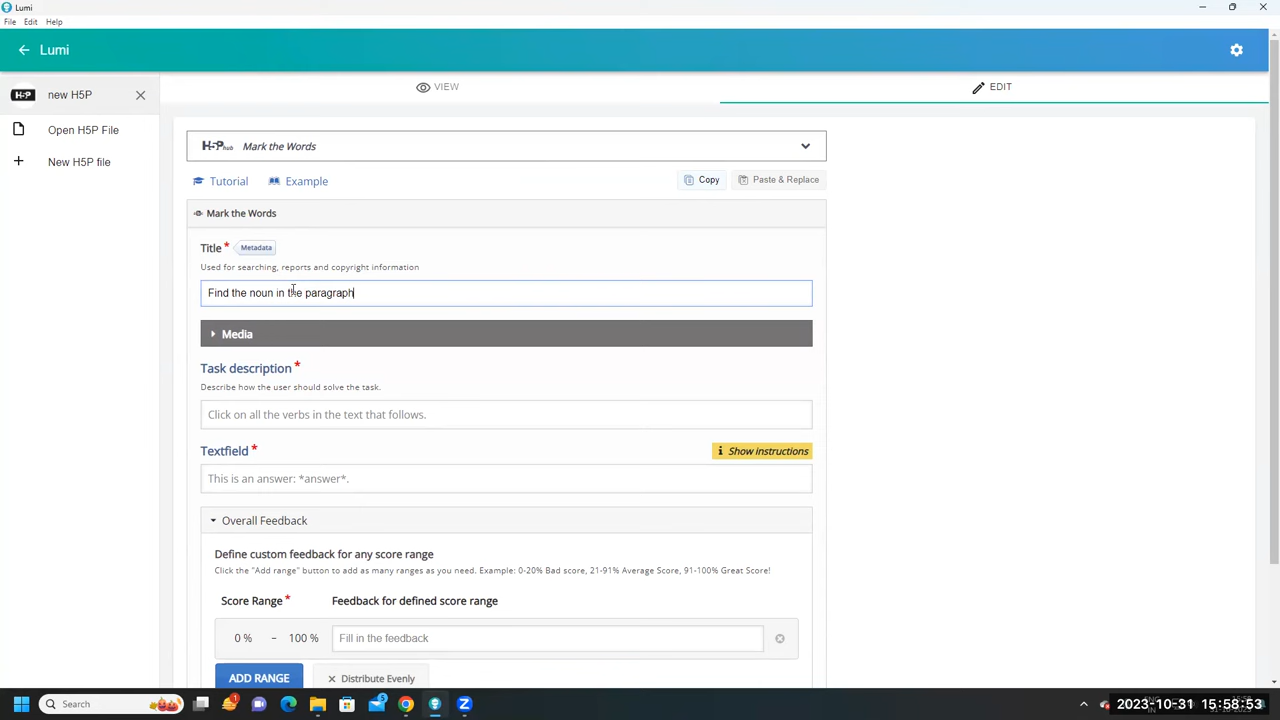 Lumi
File Edit Help
Lumi
H5P new H5P
VIEW
EDIT
Open H5P File
New H5P file
H5Phub Mark the Words
Tutorial Example
Copy Paste & Replace
Mark the Words
Title * Metadata
Used for searching, reports and copyright information
Find the noun in the paragraph
Media
Task description *
Describe how the user should solve the task.
Click on all the verbs in the text that follows.
Textfield * Show instructions
This is an answer: *answer*.
Overall Feedback
Define custom feedback for any score range
Click the "Add range" button to add as many ranges as you need. Example: 0-20% Bad score, 21-91% Average Score, 91-100% Great Score!
Score Range * Feedback for defined score range
0 % - 100 % Fill in the feedback
ADD RANGE Distribute Evenly
Search 1 5
2023-10-31 15:58:53